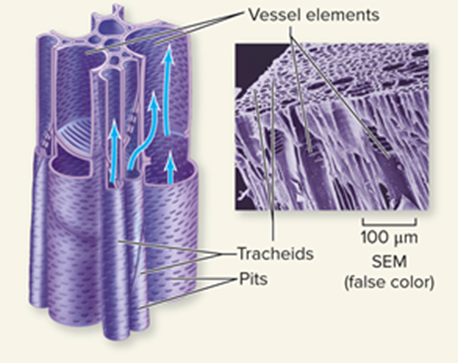 Vessel elements
Tracheids
Pits
100 µm
SEM
(false color)